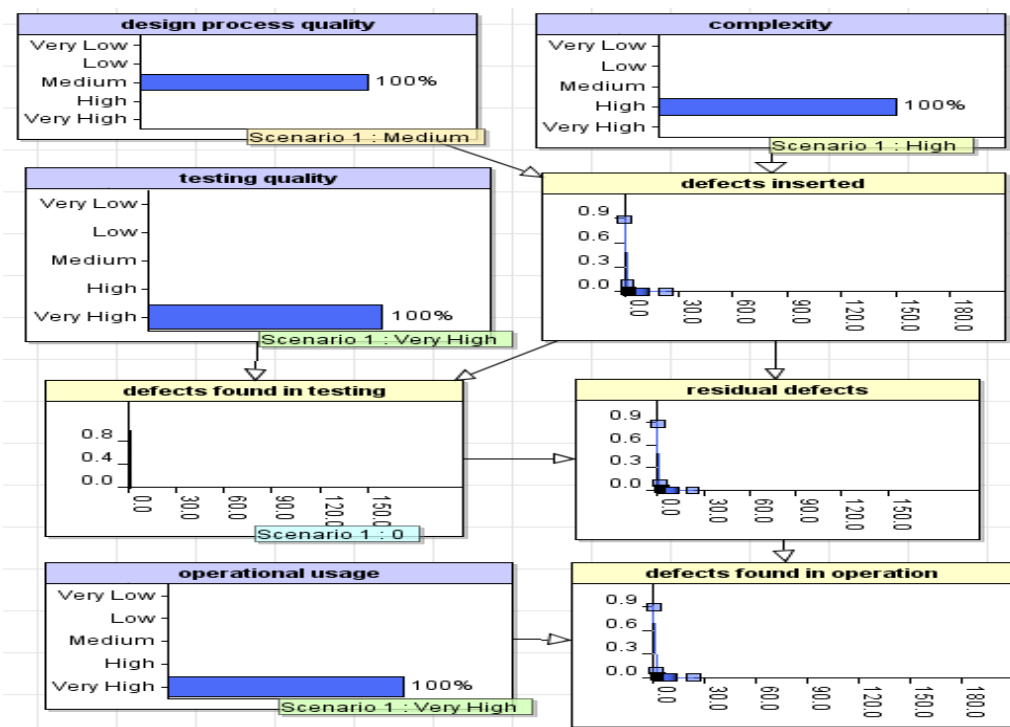 design process quality
Very Low
Low
Medium
High
Very High
100%
Scenario 1 : Medium
complexity
Very Low
Low
Medium
High
Very High
100%
Scenario 1 : High
testing quality
Very Low
Low
Medium
High
Very High
100%
Scenario 1 : Very High
defects inserted
0.9
0.6
0.3
0.0
0.0 30.0 60.0 90.0 120.0 150.0 180.0
defects found in testing
0.8
0.4
0.0
0.0 30.0 60.0 90.0 120.0 150.0
Scenario 1 : 0
residual defects
0.9
0.6
0.3
0.0
0.0 30.0 60.0 90.0 120.0 150.0
operational usage
Very Low
Low
Medium
High
Very High
100%
Scenario 1 : Very High
defects found in operation
0.9
0.6
0.3
0.0
0.0 30.0 60.0 90.0 120.0 150.0 180.0